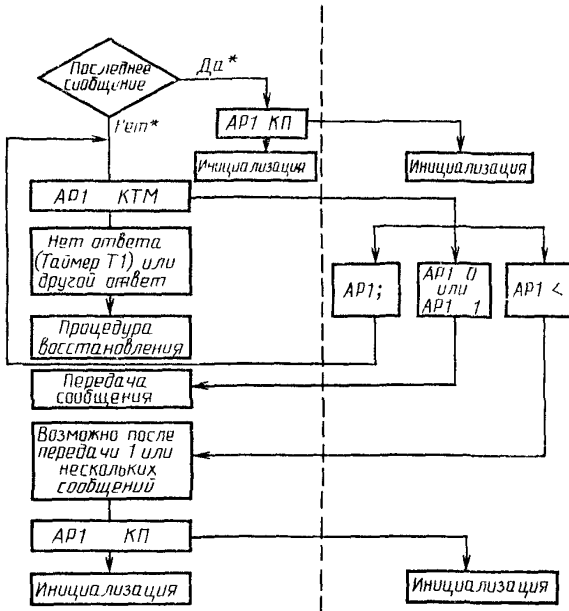 Последнее
сообщение
Да*
Нет*
АР1 КП
Инициализация
Инициализация
АР1 КТМ
Нет ответа
(Таймер Т1) или
другой ответ
АР1;
АР1 0
или
АР1 1
АР1 <
Процедура
восстановления
Передача
сообщения
Возможно после
передачи 1 или
нескольких
сообщений
АР1 КП
Инициализация
Инициализация